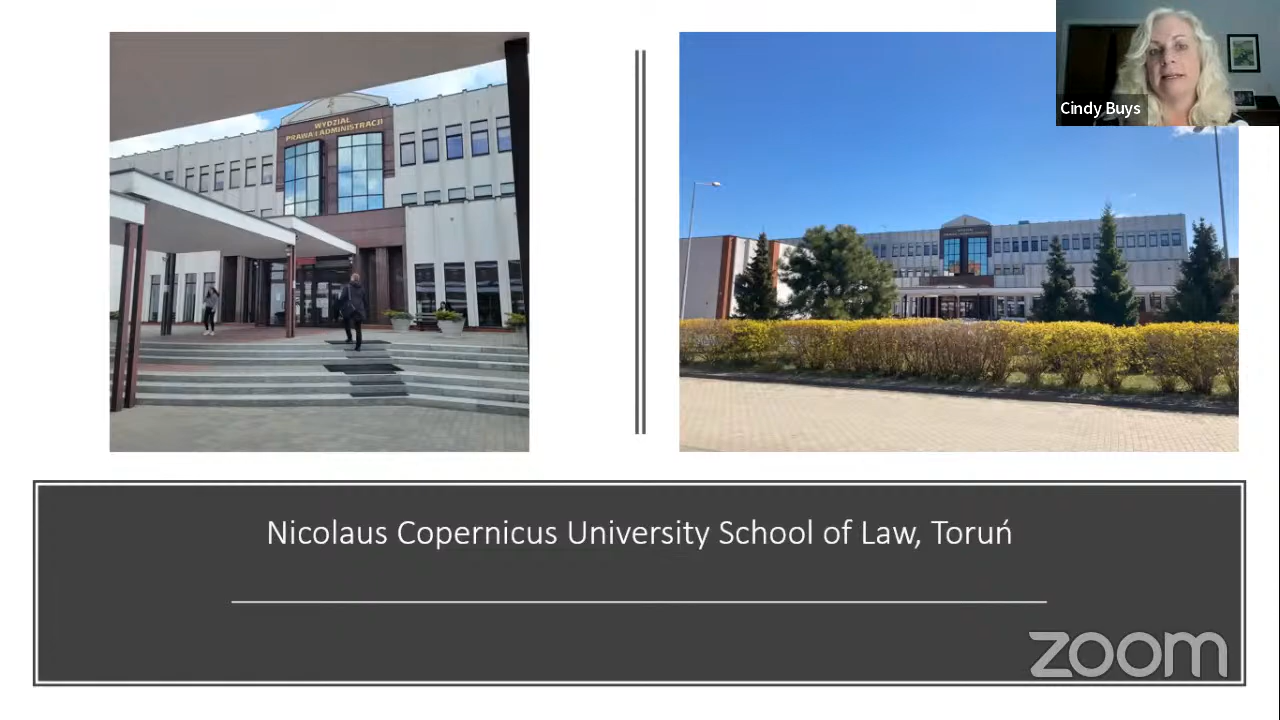 WYDZIAŁ
PRAWA I ADMINISTRACJI
Cindy Buys
Nicolaus Copernicus University School of Law, Toruń
zoom